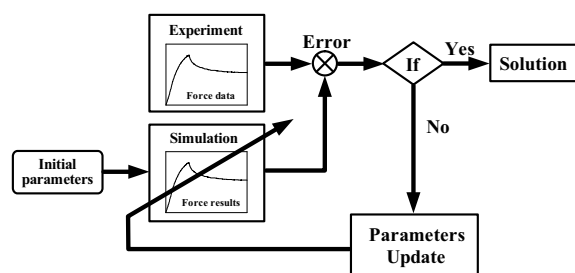 Experiment
Force data
Error
If
Yes
Solution
No
Simulation
Force results
Initial
parameters
Parameters
Update